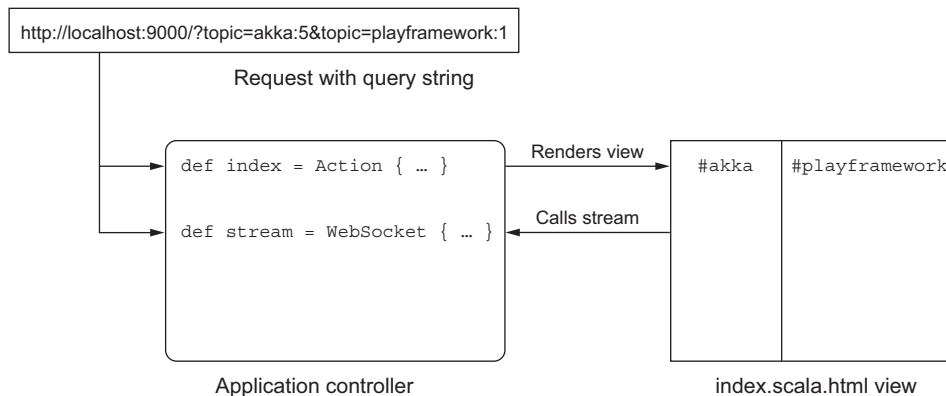 http://localhost:9000/?topic=akka:5&topic=playframework:1
Request with query string
def index = Action { … }
Renders view
#akka
#playframework
Calls stream
def stream = WebSocket { … }
Application controller
index.scala.html view